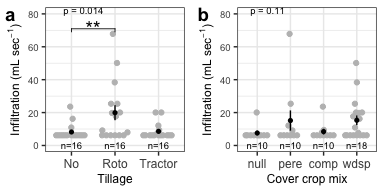 a
p = 0.014
**
Infiltration (mL sec⁻¹)
80
60
40
20
0
n=16 n=16 n=16
No Roto Tractor
Tillage
b
p = 0.11
Infiltration (mL sec⁻¹)
80
60
40
20
0
n=10 n=10 n=10 n=18
null pere comp wdsp
Cover crop mix